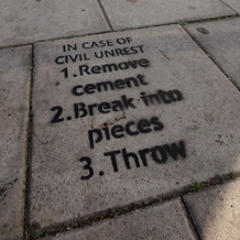 IN CASE OF
CIVIL UNREST
1.Remove
cement
2.Break into
pieces
3.Throw